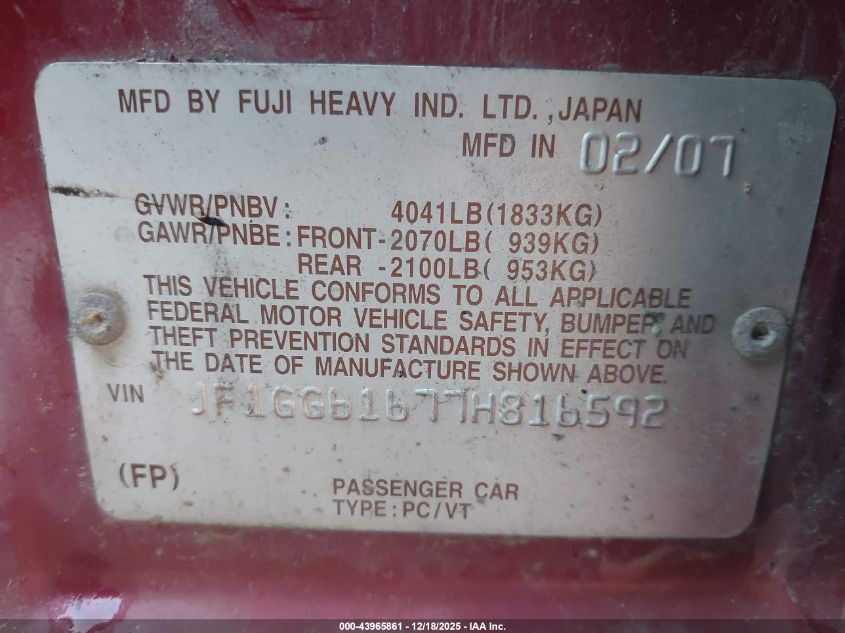 MFD BY FUJI HEAVY IND. LTD.,JAPAN
MFD IN 02/07
GVWR/PNBV: 4041LB(1833KG)
GAWR/PNBE:FRONT-2070LB( 939KG)
REAR -2100LB( 953KG)
THIS VEHICLE CONFORMS TO ALL APPLICABLE
FEDERAL MOTOR VEHICLE SAFETY, BUMPER, AND
THEFT PREVENTION STANDARDS IN EFFECT ON
THE DATE OF MANUFACTURE SHOWN ABOVE.
VIN JF1GG61677H816592
(FP) PASSENGER CAR
TYPE:PC/VT
000-43965861 - 12/18/2025 - IAA Inc.